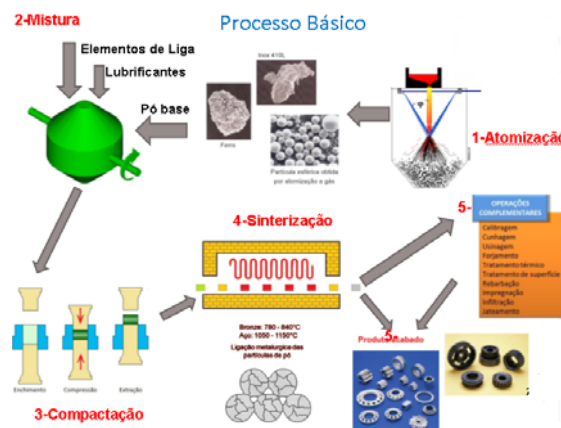 Processo Básico
2-Mistura
Elementos de Liga
Lubrificantes
Pó base
Inox 410L
Ferro
Partícula esférica obtida
por atomização a gás
1-Atomização
4-Sinterização
Bronze: 780 - 840°C
Aço: 1050 - 1150°C
Ligação metalurgica das
partículas de pó
5-
OPERAÇÕES
COMPLEMENTARES
Calibragem
Cunhagem
Usinagem
Forjamento
Tratamento térmico
Tratamento de superfície
Rebarbação
Impregnação
Infiltração
Jateamento
5-
Produto acabado
Enchimento
Compressão
Extração
3-Compactação